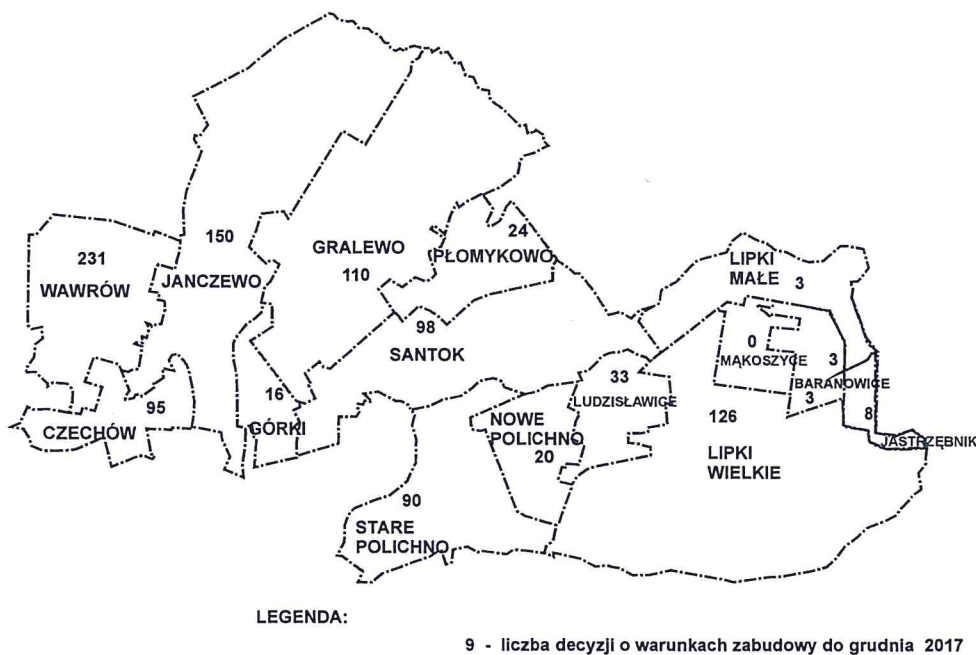 231
WAWRÓW
150
JANCZEWO
GRALEWO
110
24
PŁOMYKOWO
98
SANTOK
LIPKI
MAŁE 3
0
MĄKOSZYCE
3
BARANOWICE
3
8
JASTRZĘBNIK
95
CZECHÓW
16
GÓRKI
33
LUDZISŁAWICE
NOWE
POLICHNO
20
126
LIPKI
WIELKIE
90
STARE
POLICHNO
LEGENDA:
9 - liczba decyzji o warunkach zabudowy do grudnia 2017